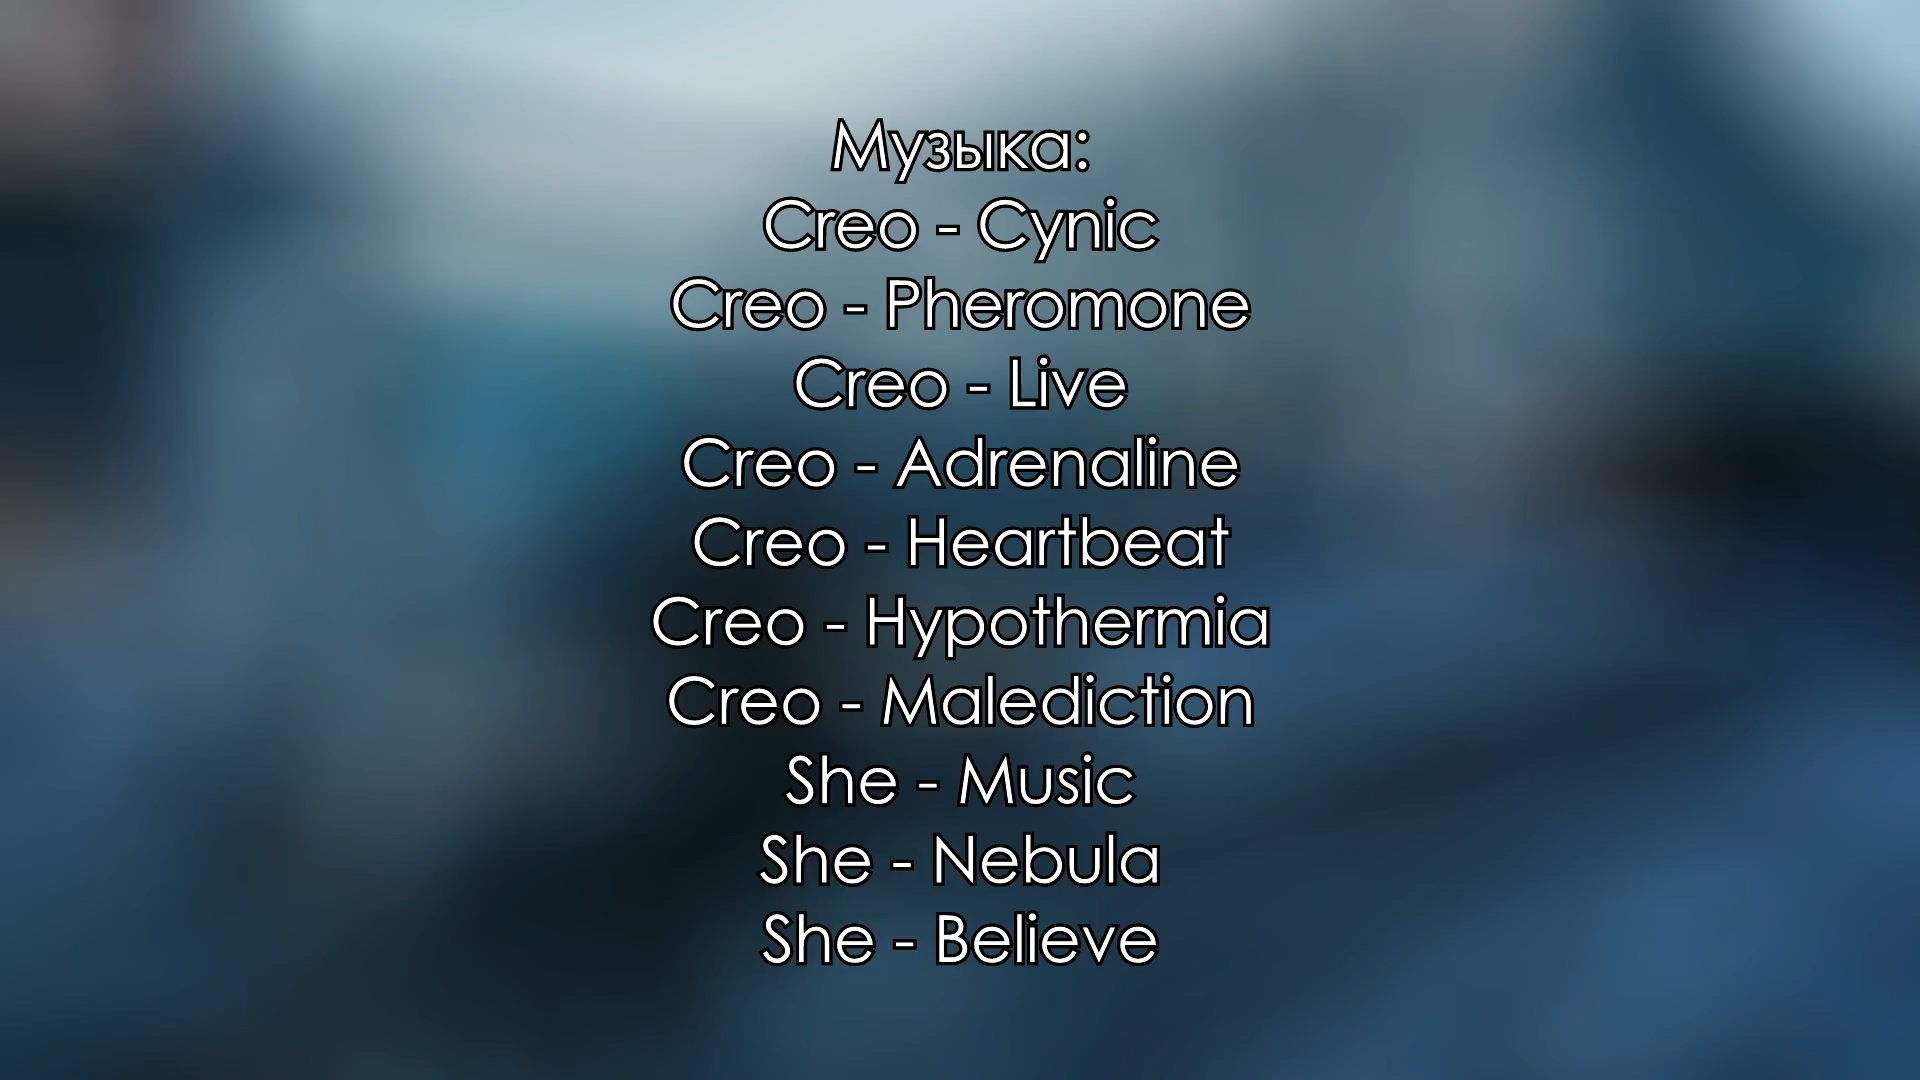 Музыка:
Creo - Cynic
Creo - Pheromone
Creo - Live
Creo - Adrenaline
Creo - Heartbeat
Creo - Hypothermia
Creo - Malediction
She - Music
She - Nebula
She - Believe